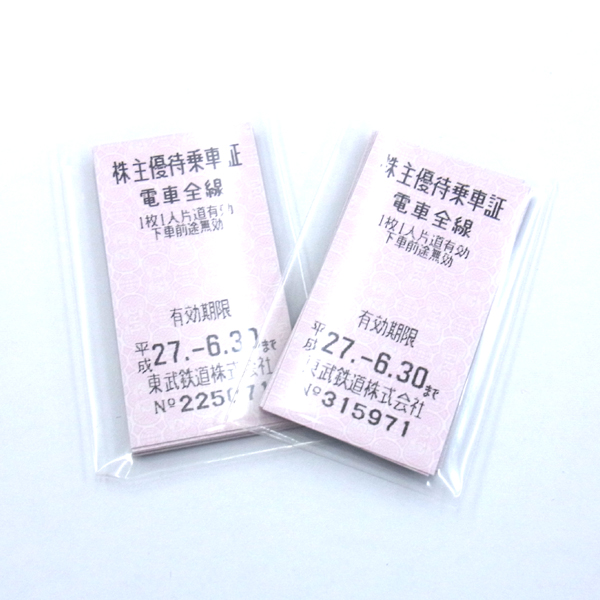 株主優待乗車証
電車全線
1枚1人片道有効
下車前途無効
有効期限
平成27.-6.30まで
東武鉄道株式会社
株主優待乗車証
電車全線
1枚1人片道有効
下車前途無効
有効期限
平成27.-6.30まで
東武鉄道株式会社
№315971